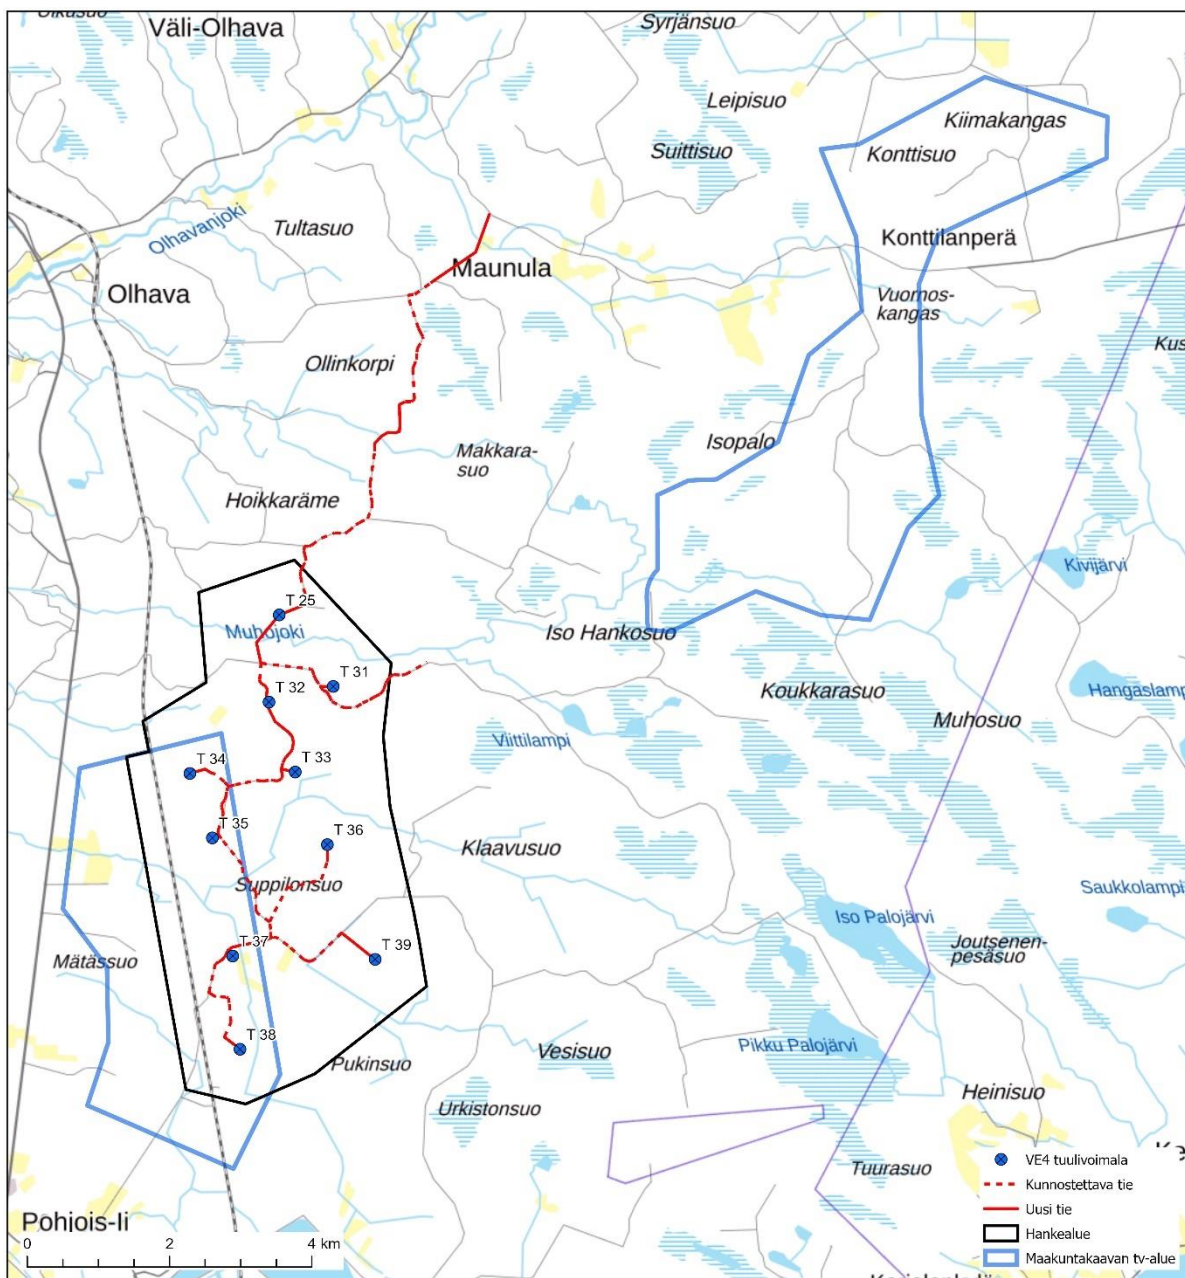 Väli-Olhava
Syrjänsuo
Leipisuo
Kiimakangas
Suittisuo
Konttisuo
Olhavanjoki
Tultasuo
Konttilanperä
Maunula
Olhava
Vuornos-
kangas
Ollinkorpi
Isopalo
Makkara-
suo
Hoikkaräme
Kivijärvi
T 25
Muhojoki
Iso Hankosuo
T 31
T 32
Koukkarasuo
Hangaslamp
Muhosuo
Viittilampi
T 34
T 33
T 35
T 36
Klaavusuo
Suppilonsuo
Saukkolampi
Iso Palojärvi
T 37
T 39
Joutsenen-
pesäsuo
Mätässuo
T 38
Pikku Palojärvi
Vesisuo
Pukinsuo
Heinisuo
Urkistonsuo
Tuurasuo
VE4 tuulivoimala
Kunnostettava tie
Uusi tie
Hankealue
Maakuntakaavan tv-alue
Pohjois-Ii
0 2 4 km